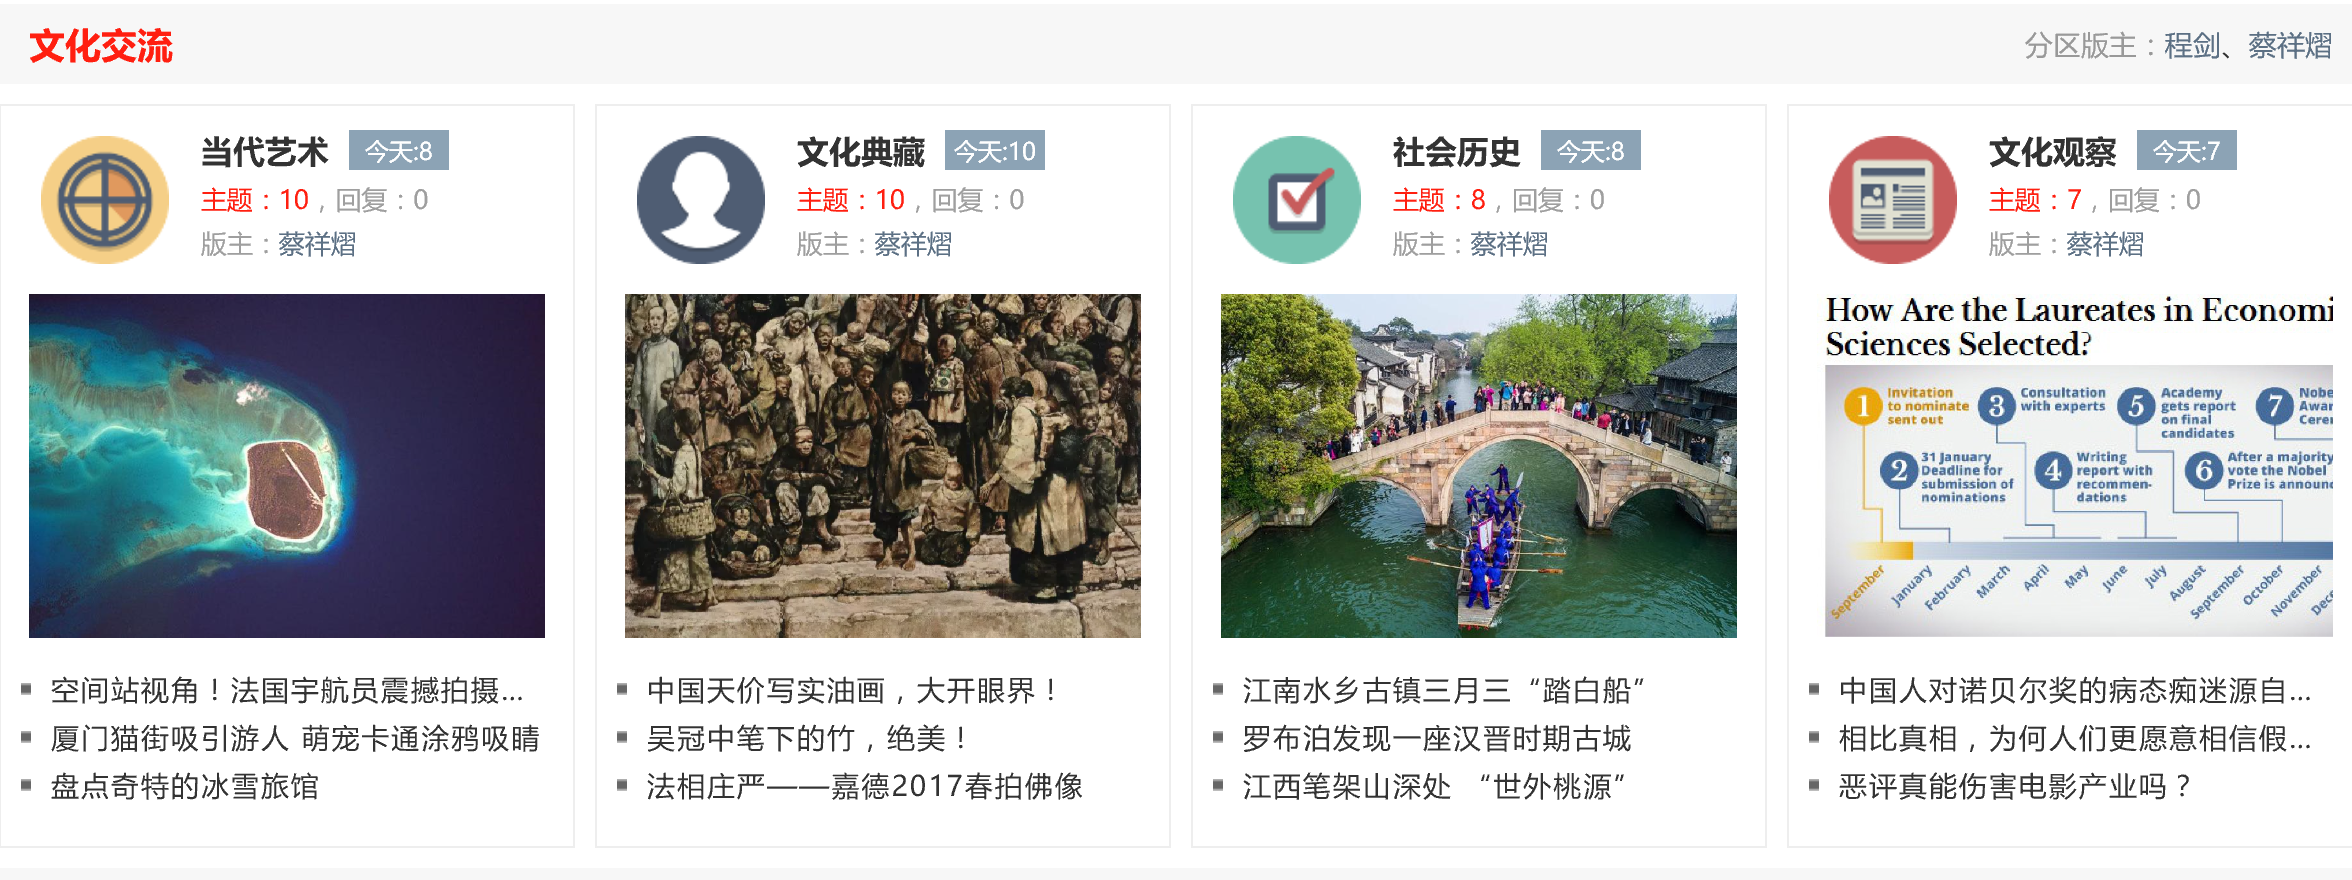 文化交流
分区版主：程剑、蔡祥熠
当代艺术 今天:8
主题：10，回复：0
版主：蔡祥熠
空间站视角！法国宇航员震撼拍摄...
厦门猫街吸引游人 萌宠卡通涂鸦吸睛
盘点奇特的冰雪旅馆
文化典藏 今天:10
主题：10，回复：0
版主：蔡祥熠
中国天价写实油画，大开眼界！
吴冠中笔下的竹，绝美！
法相庄严——嘉德2017春拍佛像
社会历史 今天:8
主题：8，回复：0
版主：蔡祥熠
江南水乡古镇三月三“踏白船”
罗布泊发现一座汉晋时期古城
江西笔架山深处 “世外桃源”
文化观察 今天:7
主题：7，回复：0
版主：蔡祥熠
How Are the Laureates in Economi
Sciences Selected?
1 Invitation
to nominate
sent out
2 31 January
Deadline for
submission of
nominations
3 Consultation
with experts
4 Writing
report with
recommen-
dations
5 Academy
gets report
on final
candidates
6 After a majority
vote the Nobel
Prize is announc
7 Nobe
Awar
Cerer
September
January
February
March
April
May
June
July
August
September
October
November
Dece
中国人对诺贝尔奖的病态痴迷源自...
相比真相，为何人们更愿意相信假...
恶评真能伤害电影产业吗？